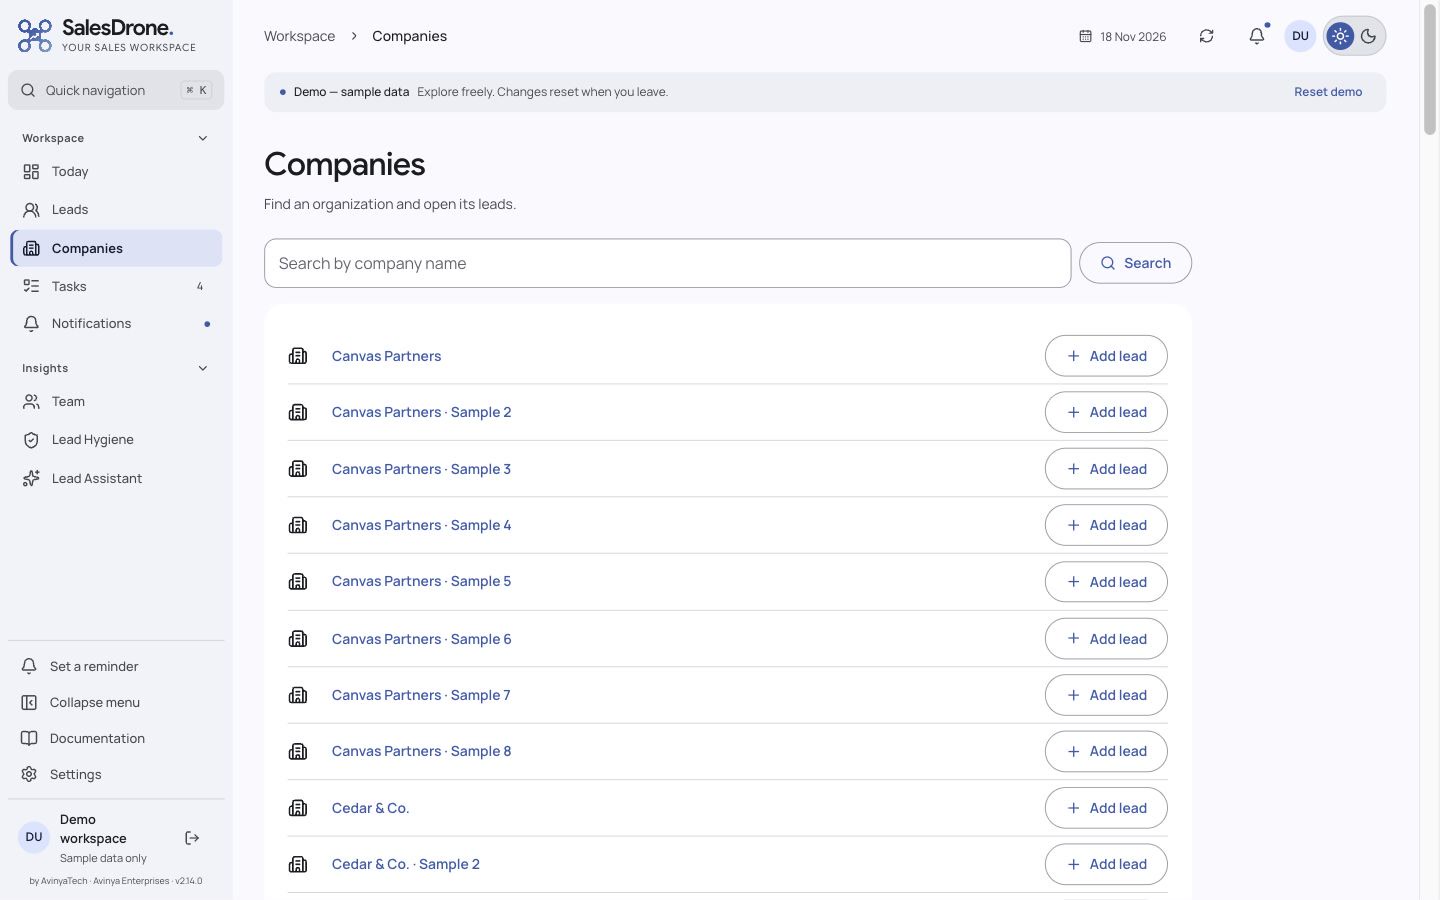 SalesDrone.
YOUR SALES WORKSPACE
Quick navigation ⌘ K
Workspace
Today
Leads
Companies
Tasks 4
Notifications
Insights
Team
Lead Hygiene
Lead Assistant
Set a reminder
Collapse menu
Documentation
Settings
DU
Demo
workspace
Sample data only
by AvinyaTech · Avinya Enterprises · v2.14.0
Workspace > Companies
18 Nov 2026
DU
Demo — sample data Explore freely. Changes reset when you leave.
Reset demo
Companies
Find an organization and open its leads.
Search by company name
Search
Canvas Partners
Add lead
Canvas Partners · Sample 2
Add lead
Canvas Partners · Sample 3
Add lead
Canvas Partners · Sample 4
Add lead
Canvas Partners · Sample 5
Add lead
Canvas Partners · Sample 6
Add lead
Canvas Partners · Sample 7
Add lead
Canvas Partners · Sample 8
Add lead
Cedar & Co.
Add lead
Cedar & Co. · Sample 2
Add lead